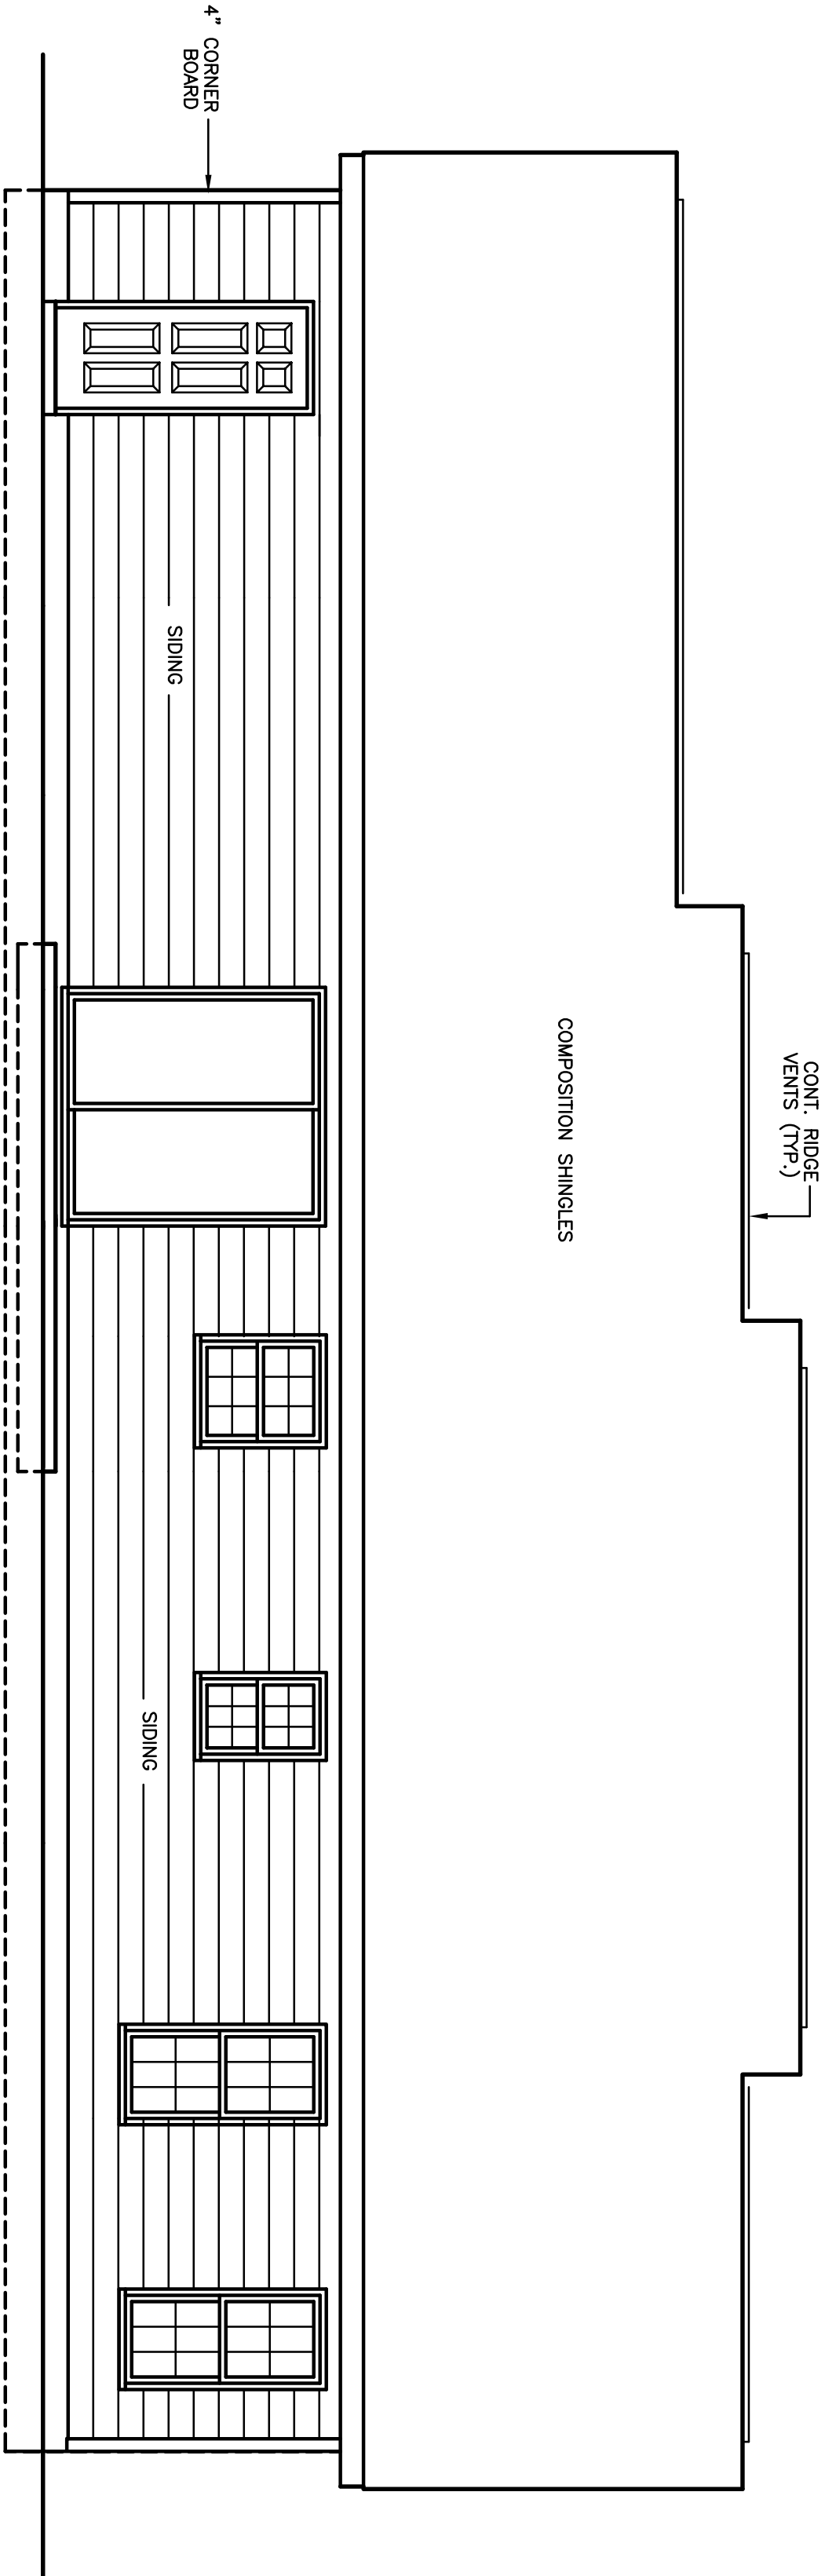 CONT. RIDGE
VENTS (TYP.)
COMPOSITION SHINGLES
4" CORNER
BOARD
SIDING
SIDING